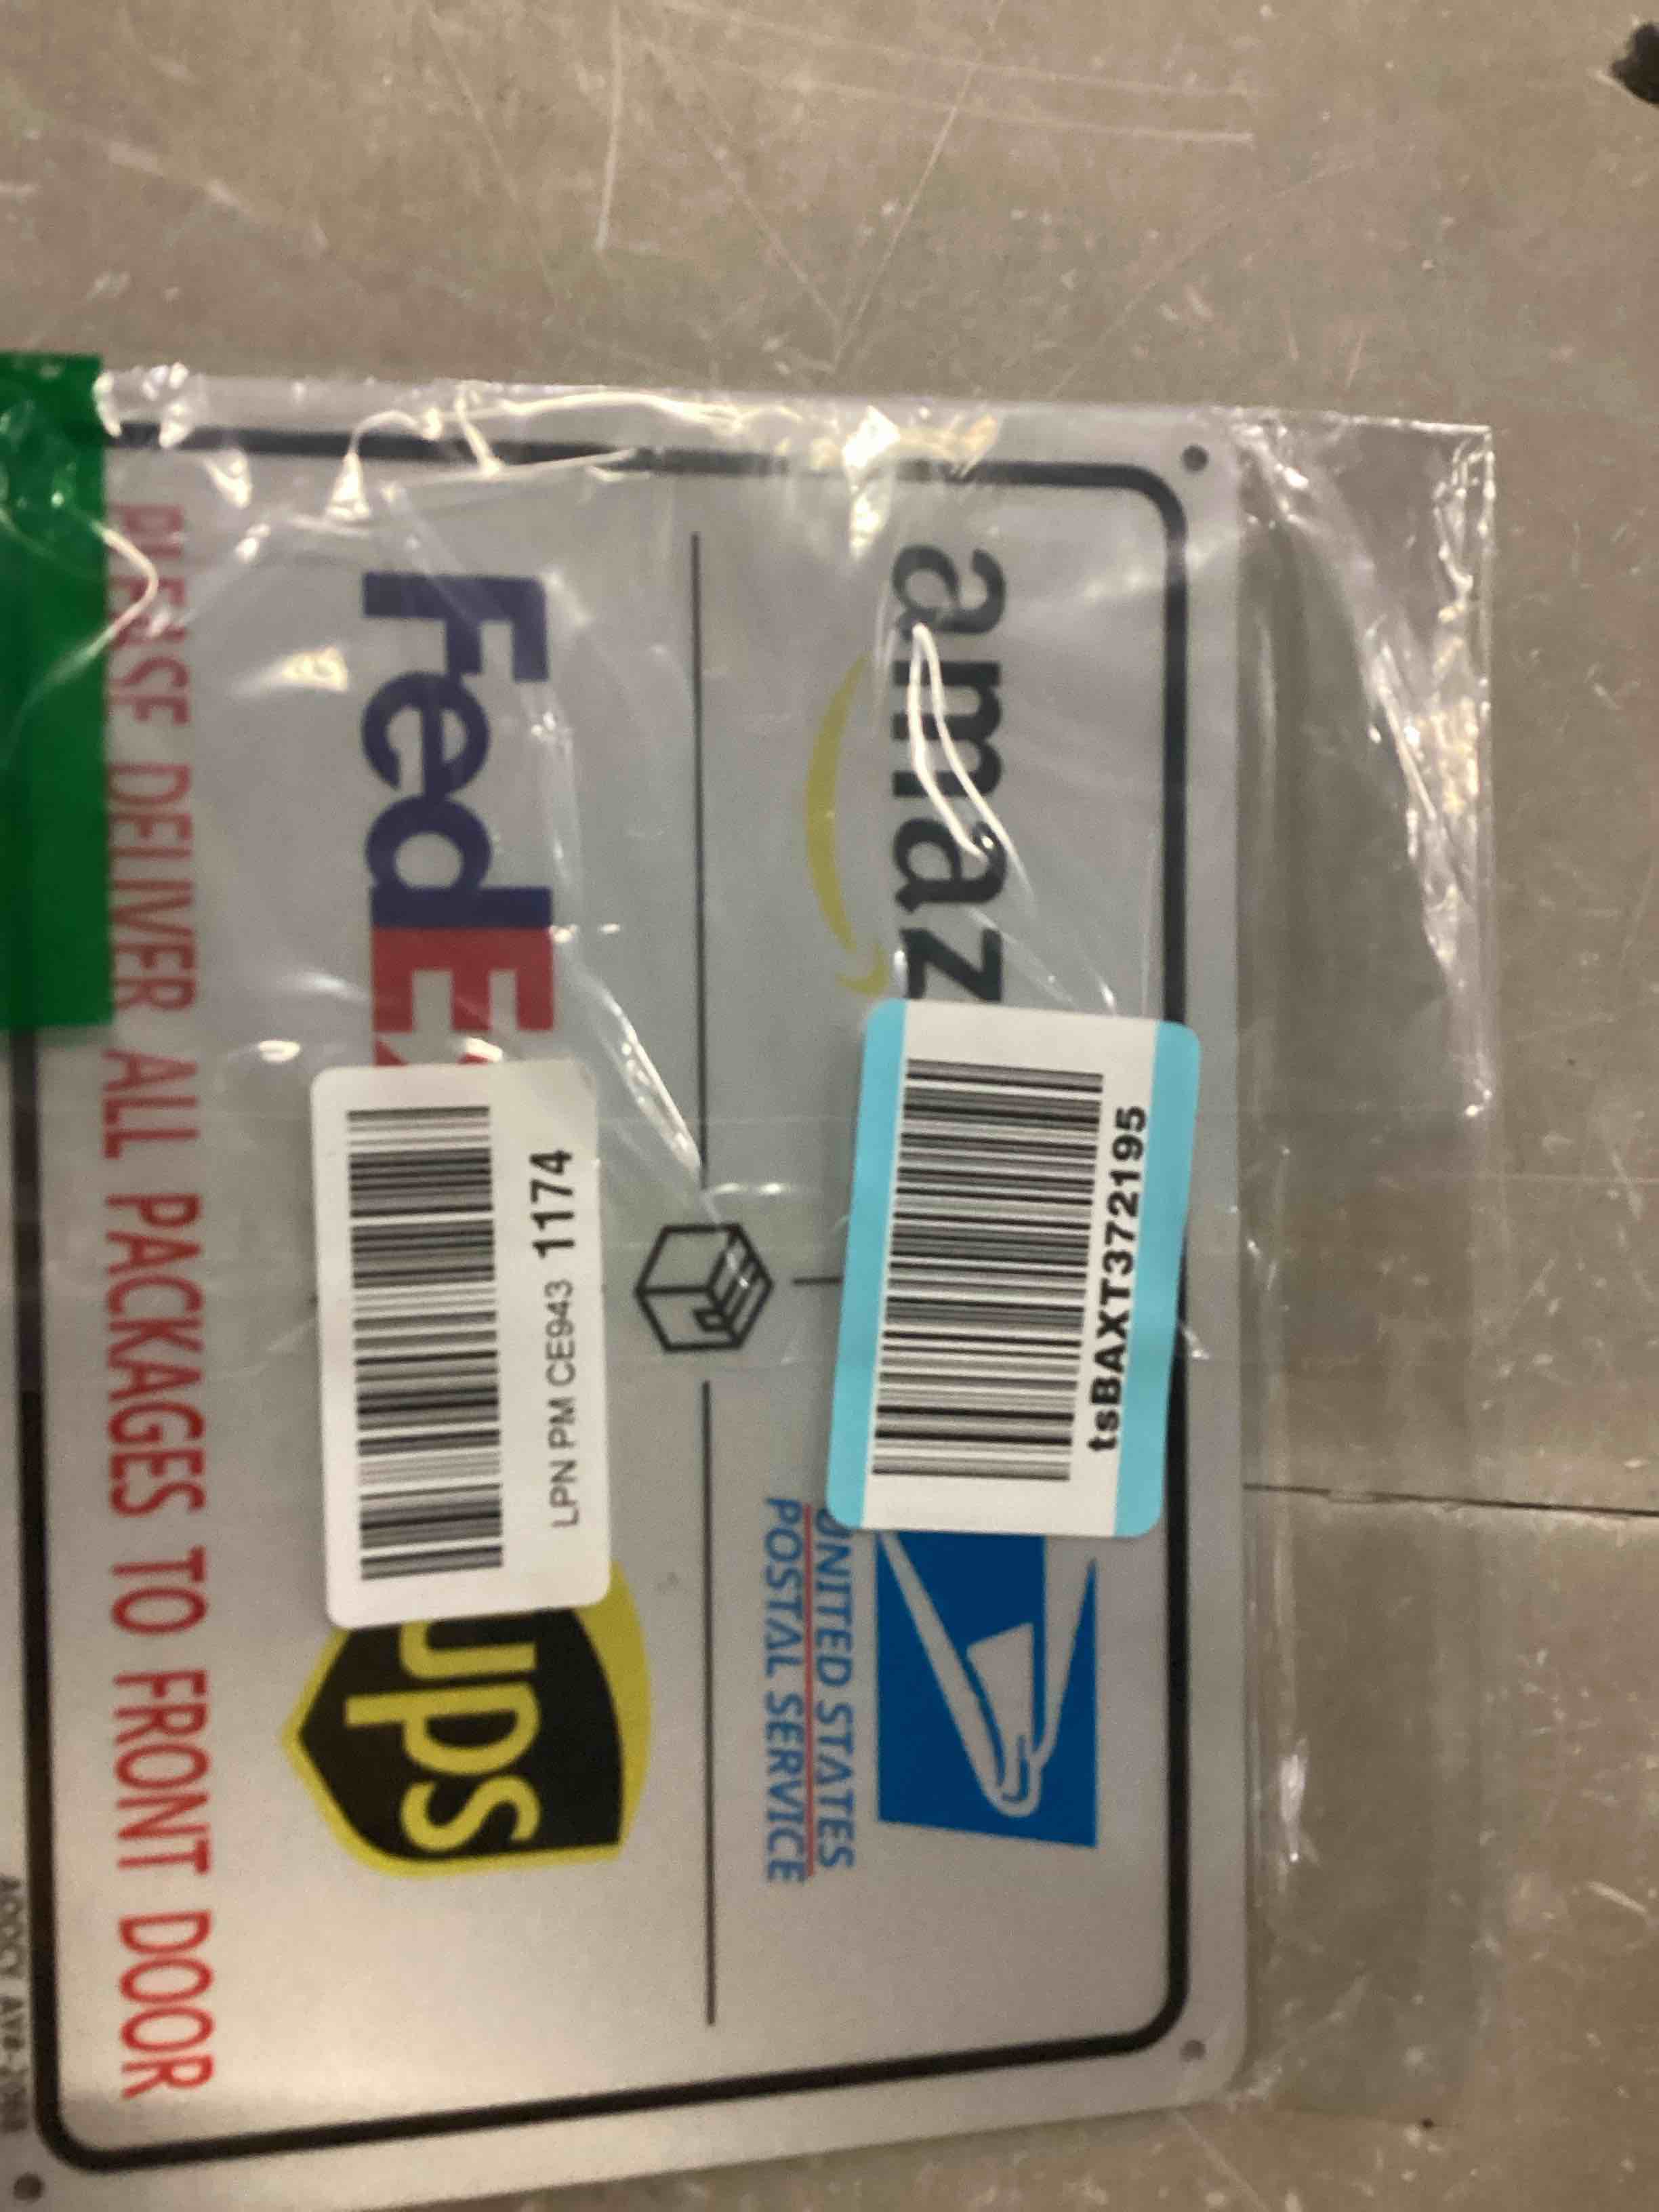 amaz
UNITED STATES
POSTAL SERVICE
tsBAXT372195
FedEx
ups
LPN PM CE943 1174
PLEASE DELIVER ALL PACKAGES TO FRONT DOOR